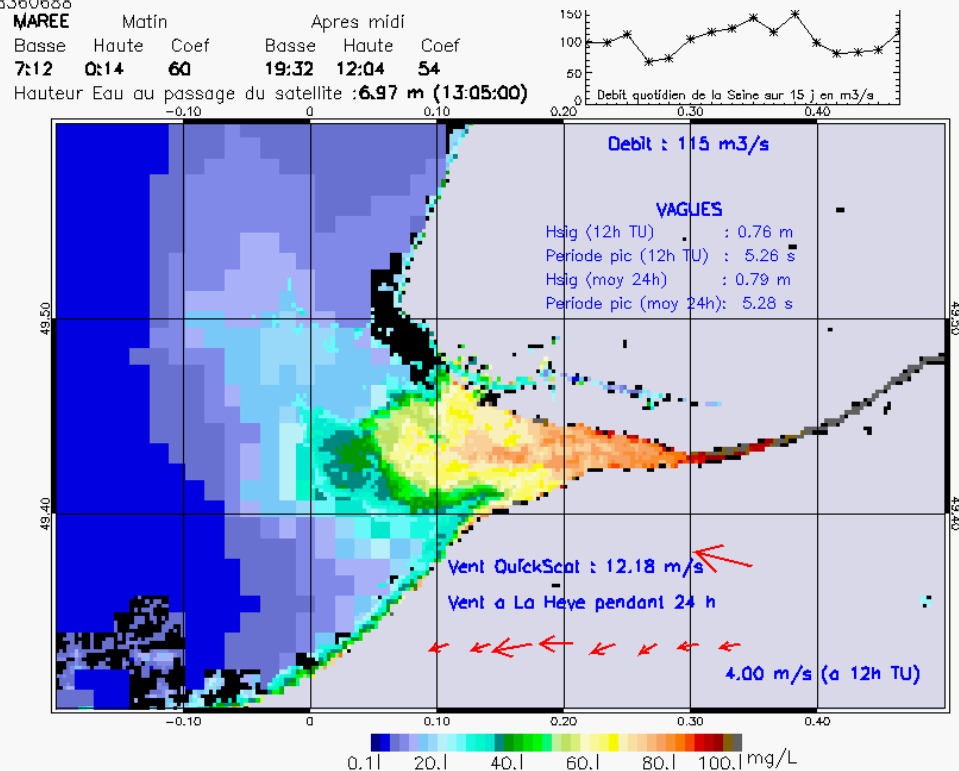 MAREE Matin Apres midi
Basse Haute Coef Basse Haute Coef
7:12 0:14 60 19:32 12:04 54
Hauteur Eau au passage du satellite :6.97 m (13:05:00)
150
100
50
0
Debit quotidien de la Seine sur 15 j en m3/s
-0.10 0 0.10 0.20 0.30 0.40
Debit : 115 m3/s
VAGUES
Hsig (12h TU) : 0.76 m
Periode pic (12h TU) : 5.26 s
Hsig (moy 24h) : 0.79 m
Periode pic (moy 24h): 5.28 s
49.50 49.50
49.40 49.40
Vent QuickScat : 12.18 m/s
Vent a La Heve pendant 24 h
4.00 m/s (a 12h TU)
-0.10 0 0.10 0.20 0.30 0.40
0.1| 20.| 40.| 60.| 80.| 100.| mg/L